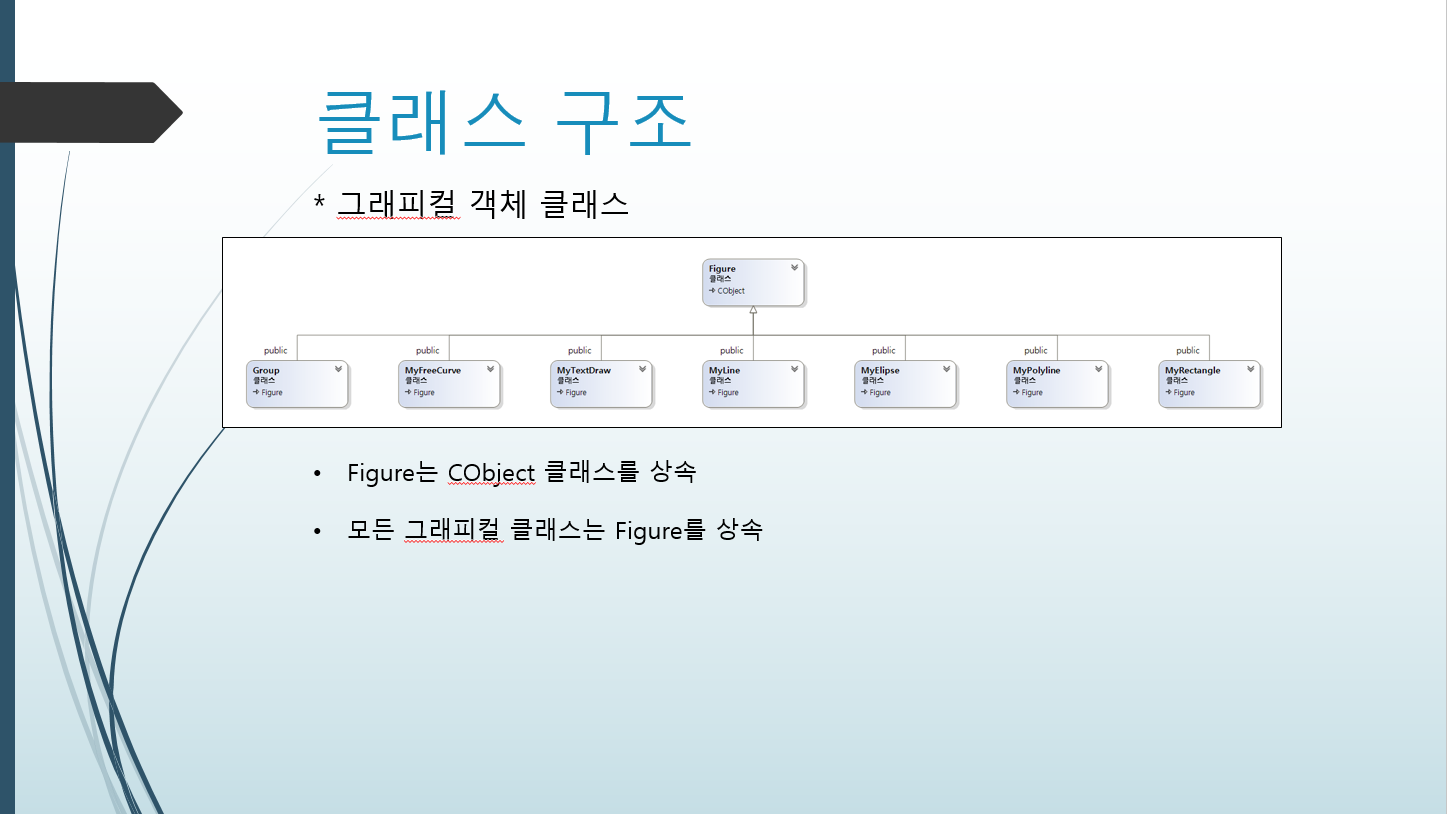 클래스 구조
* 그래피컬 객체 클래스
Figure
클래스
CObject
public public public public public public public
Group MyFreeCurve MyTextDraw MyLine MyElipse MyPolyline MyRectangle
클래스 클래스 클래스 클래스 클래스 클래스 클래스
Figure Figure Figure Figure Figure Figure Figure
• Figure는 CObject 클래스를 상속
• 모든 그래피컬 클래스는 Figure를 상속